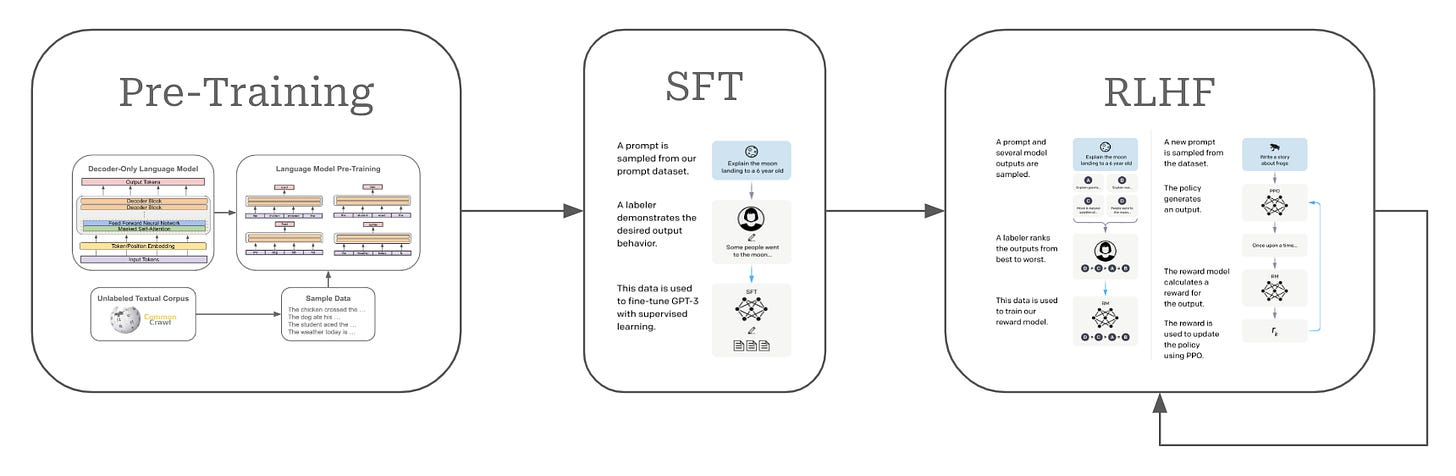 Pre-Training
Decoder-Only Language Model
Output Tokens
Decoder Block
Decoder Block
Feed Forward Neural Network
Masked Self-Attention
Token/Position Embedding
Input Tokens
Language Model Pre-Training
Unlabeled Textual Corpus
Common
Crawl
Sample Data
The chicken crossed the ...
The dog ate his ...
The student aced the ...
The weather today is ...
SFT
A prompt is
sampled from our
prompt dataset.
Explain the moon
landing to a 6 year old
A labeler
demonstrates the
desired output
behavior.
Some people went
to the moon...
This data is used
to fine-tune GPT-3
with supervised
learning.
SFT
RLHF
A prompt and
several model
outputs are
sampled.
Explain the moon
landing to a 6 year old
A
B
C
D
A labeler ranks
the outputs from
best to worst.
D > C > A = B
This data is used
to train our
reward model.
RM
D > C > A = B
A new prompt
is sampled from
the dataset.
Write a story
about frogs
The policy
generates
an output.
PPO
Once upon a time...
The reward model
calculates a
reward for
the output.
RM
The reward is
used to update
the policy
using PPO.
r
k